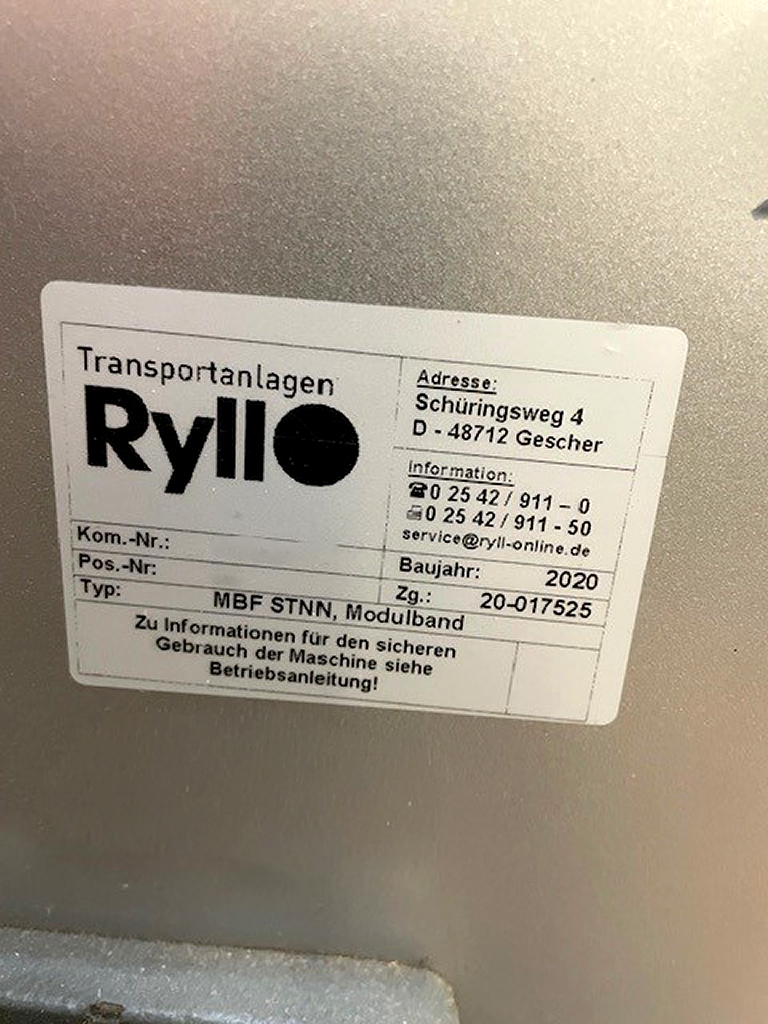 Transportanlagen
Ryll
Adresse:
Schüringsweg 4
D - 48712 Gescher
Information:
☎0 25 42 / 911 – 0
📠0 25 42 / 911 - 50
service@ryll-online.de
Kom.-Nr.:
Baujahr: 2020
Pos.-Nr:
Zg.: 20-017525
Typ: MBF STNN, Modulband
Zu Informationen für den sicheren
Gebrauch der Maschine siehe
Betriebsanleitung!